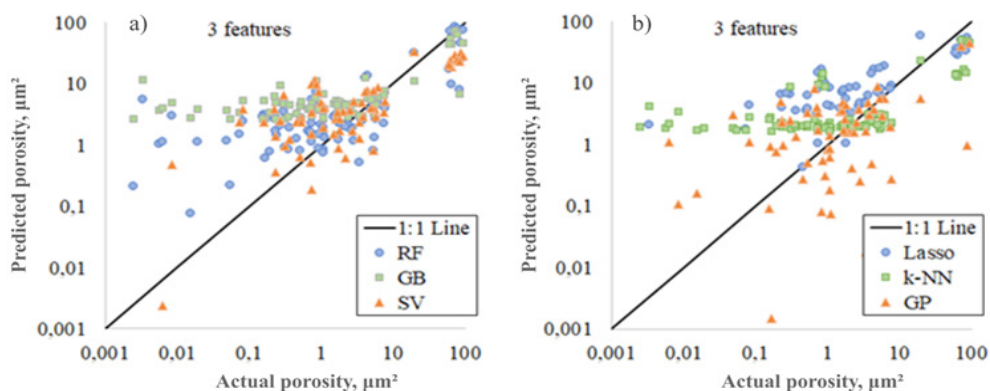 a)
3 features
Predicted porosity, μm²
100
10
1
0,1
0,01
0,001
1:1 Line
RF
GB
SV
0,001 0,01 0,1 1 10 100
Actual porosity, μm²
b)
3 features
Predicted porosity, μm²
100
10
1
0,1
0,01
0,001
1:1 Line
Lasso
k-NN
GP
0,001 0,01 0,1 1 10 100
Actual porosity, μm²